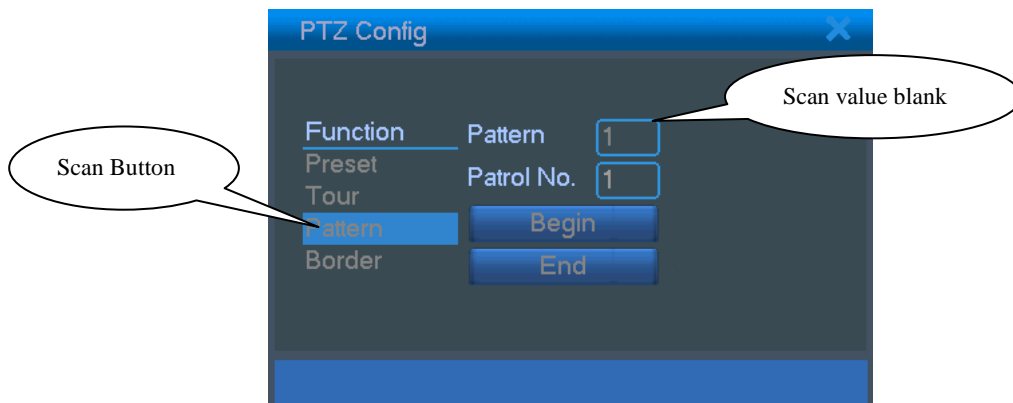 PTZ Config
Scan value blank
Function
Pattern 1
Scan Button
Preset
Patrol No. 1
Tour
Pattern
Begin
Border
End